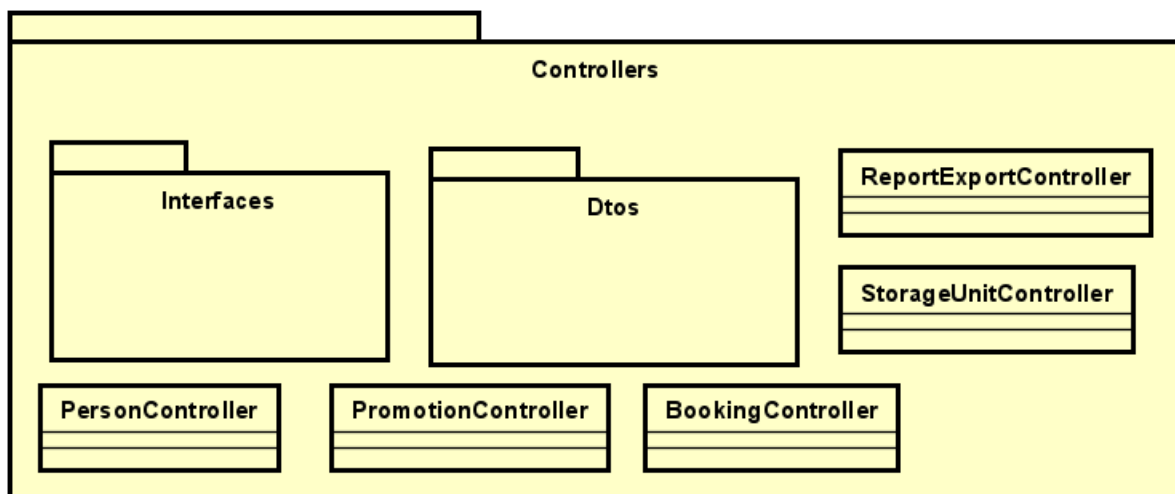 Controllers
Interfaces
Dtos
ReportExportController
StorageUnitController
PersonController
PromotionController
BookingController